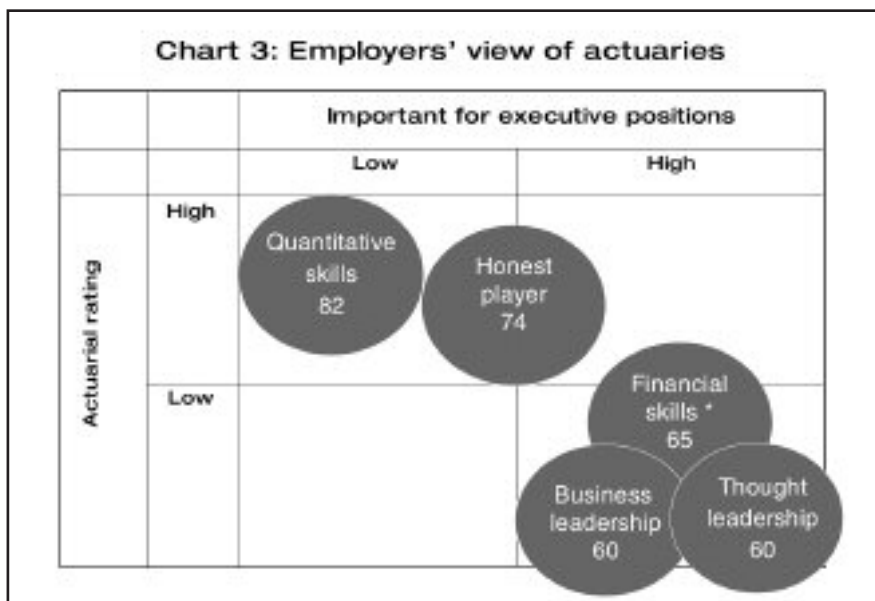 Chart 3: Employers' view of actuaries
Important for executive positions
Low
High
Actuarial rating
High
Low
Quantitative
skills
82
Honest
player
74
Financial
skills *
65
Business
leadership
60
Thought
leadership
60